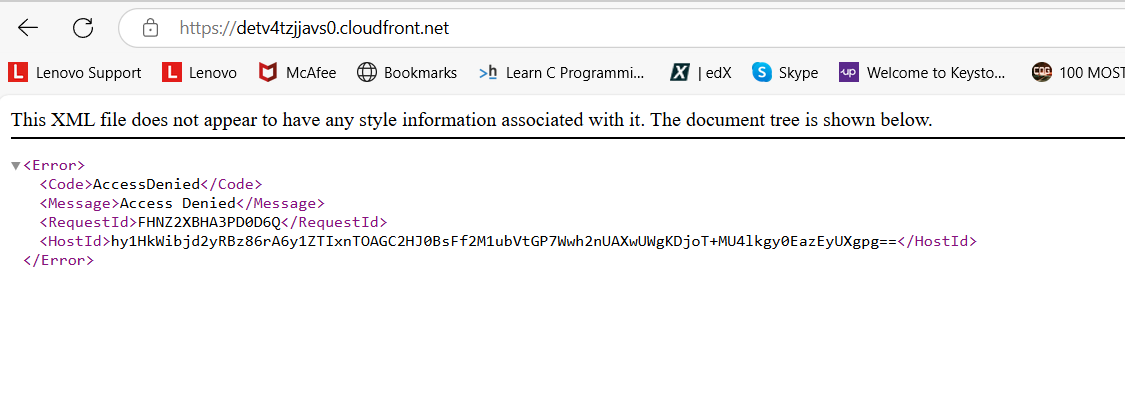 https://detv4tzjjavs0.cloudfront.net
L Lenovo Support L Lenovo McAfee Bookmarks >h Learn C Programmi... X | edX S Skype up Welcome to Keysto... CQG 100 MOST
This XML file does not appear to have any style information associated with it. The document tree is shown below.
▼<Error>
<Code>AccessDenied</Code>
<Message>Access Denied</Message>
<RequestId>FHNZ2XBHA3PD0D6Q</RequestId>
<HostId>hy1HkWibjd2yRBz86rA6y1ZTIxnTOAGC2HJ0BsFf2M1ubVtGP7Wwh2nUAXwUWgKDjoT+MU4lkgy0EazEyUXgpg==</HostId>
</Error>